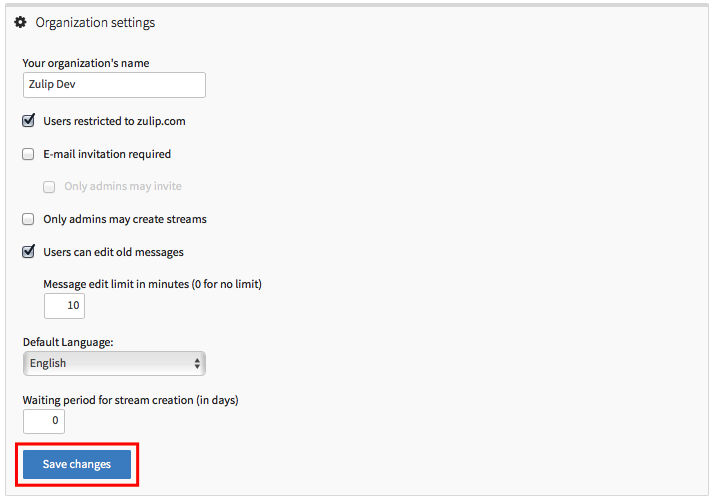 Organization settings
Your organization's name
Zulip Dev
Users restricted to zulip.com
E-mail invitation required
Only admins may invite
Only admins may create streams
Users can edit old messages
Message edit limit in minutes (0 for no limit)
10
Default Language:
English
Waiting period for stream creation (in days)
0
Save changes